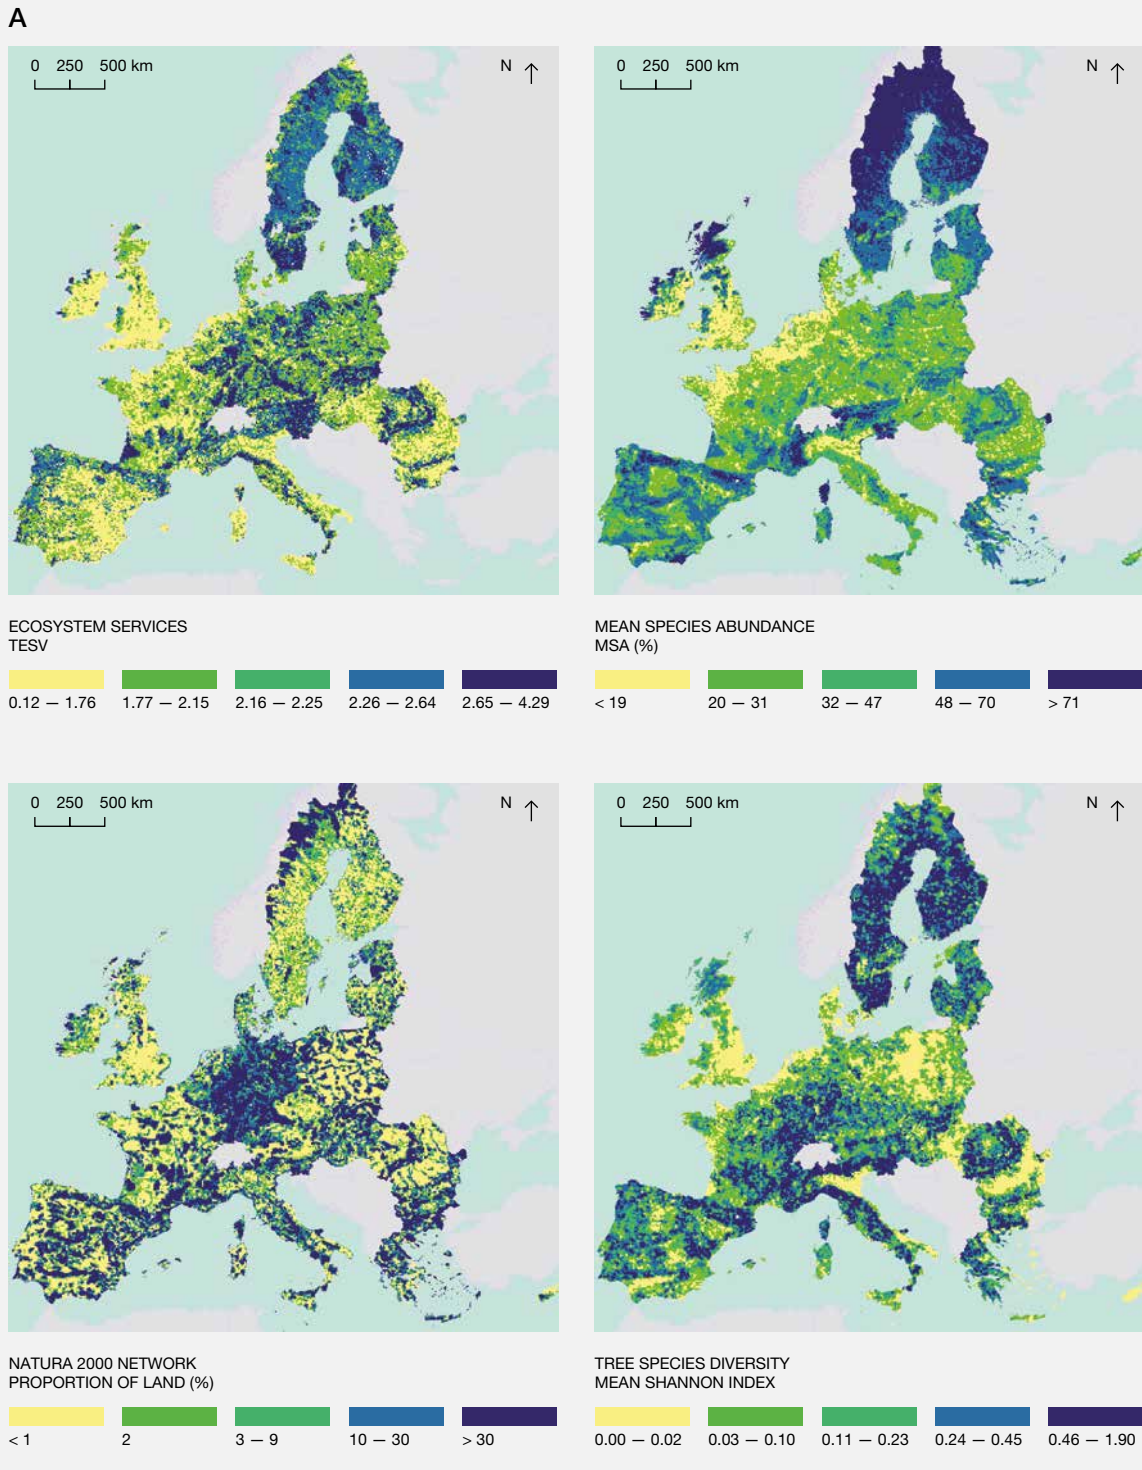 A
0 250 500 km
N
0 250 500 km
N
ECOSYSTEM SERVICES
TESV
0.12 — 1.76 1.77 — 2.15 2.16 — 2.25 2.26 — 2.64 2.65 — 4.29
MEAN SPECIES ABUNDANCE
MSA (%)
< 19 20 — 31 32 — 47 48 — 70 > 71
0 250 500 km
N
0 250 500 km
N
NATURA 2000 NETWORK
PROPORTION OF LAND (%)
< 1 2 3 — 9 10 — 30 > 30
TREE SPECIES DIVERSITY
MEAN SHANNON INDEX
0.00 — 0.02 0.03 — 0.10 0.11 — 0.23 0.24 — 0.45 0.46 — 1.90